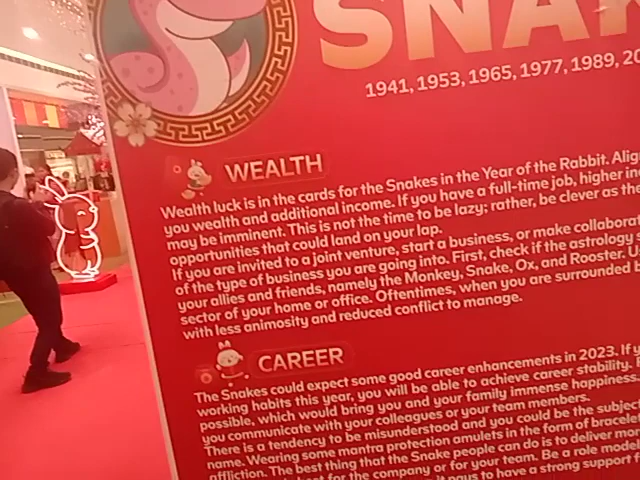 SNAK
1941, 1953, 1965, 1977, 1989, 20
WEALTH
Wealth luck is in the cards for the Snakes in the Year of the Rabbit. Alig
you wealth and additional income. If you have a full-time job, higher in
may be imminent. This is not the time to be lazy; rather, be clever as the
opportunities that could land on your lap.
If you are invited to a joint venture, start a business, or make collaborat
of the type of business you are going into. First, check if the astrology s
your allies and friends, namely the Monkey, Snake, Ox, and Rooster. U
sector of your home or office. Oftentimes, when you are surrounded
with less animosity and reduced conflict to manage.
CAREER
The Snakes could expect some good career enhancements in 2023. If y
working habits this year, you will be able to achieve career stability.
possible, which would bring you and your family immense happiness.
you communicate with your colleagues or your team members.
There is a tendency to be misunderstood and you could be the subje
name. Wearing some mantra protection amulets in the form of bracele
affliction. The best thing that the Snake people can do is to deliver mor
best for the company or for your team. Be a role model
it pays to have a strong support f